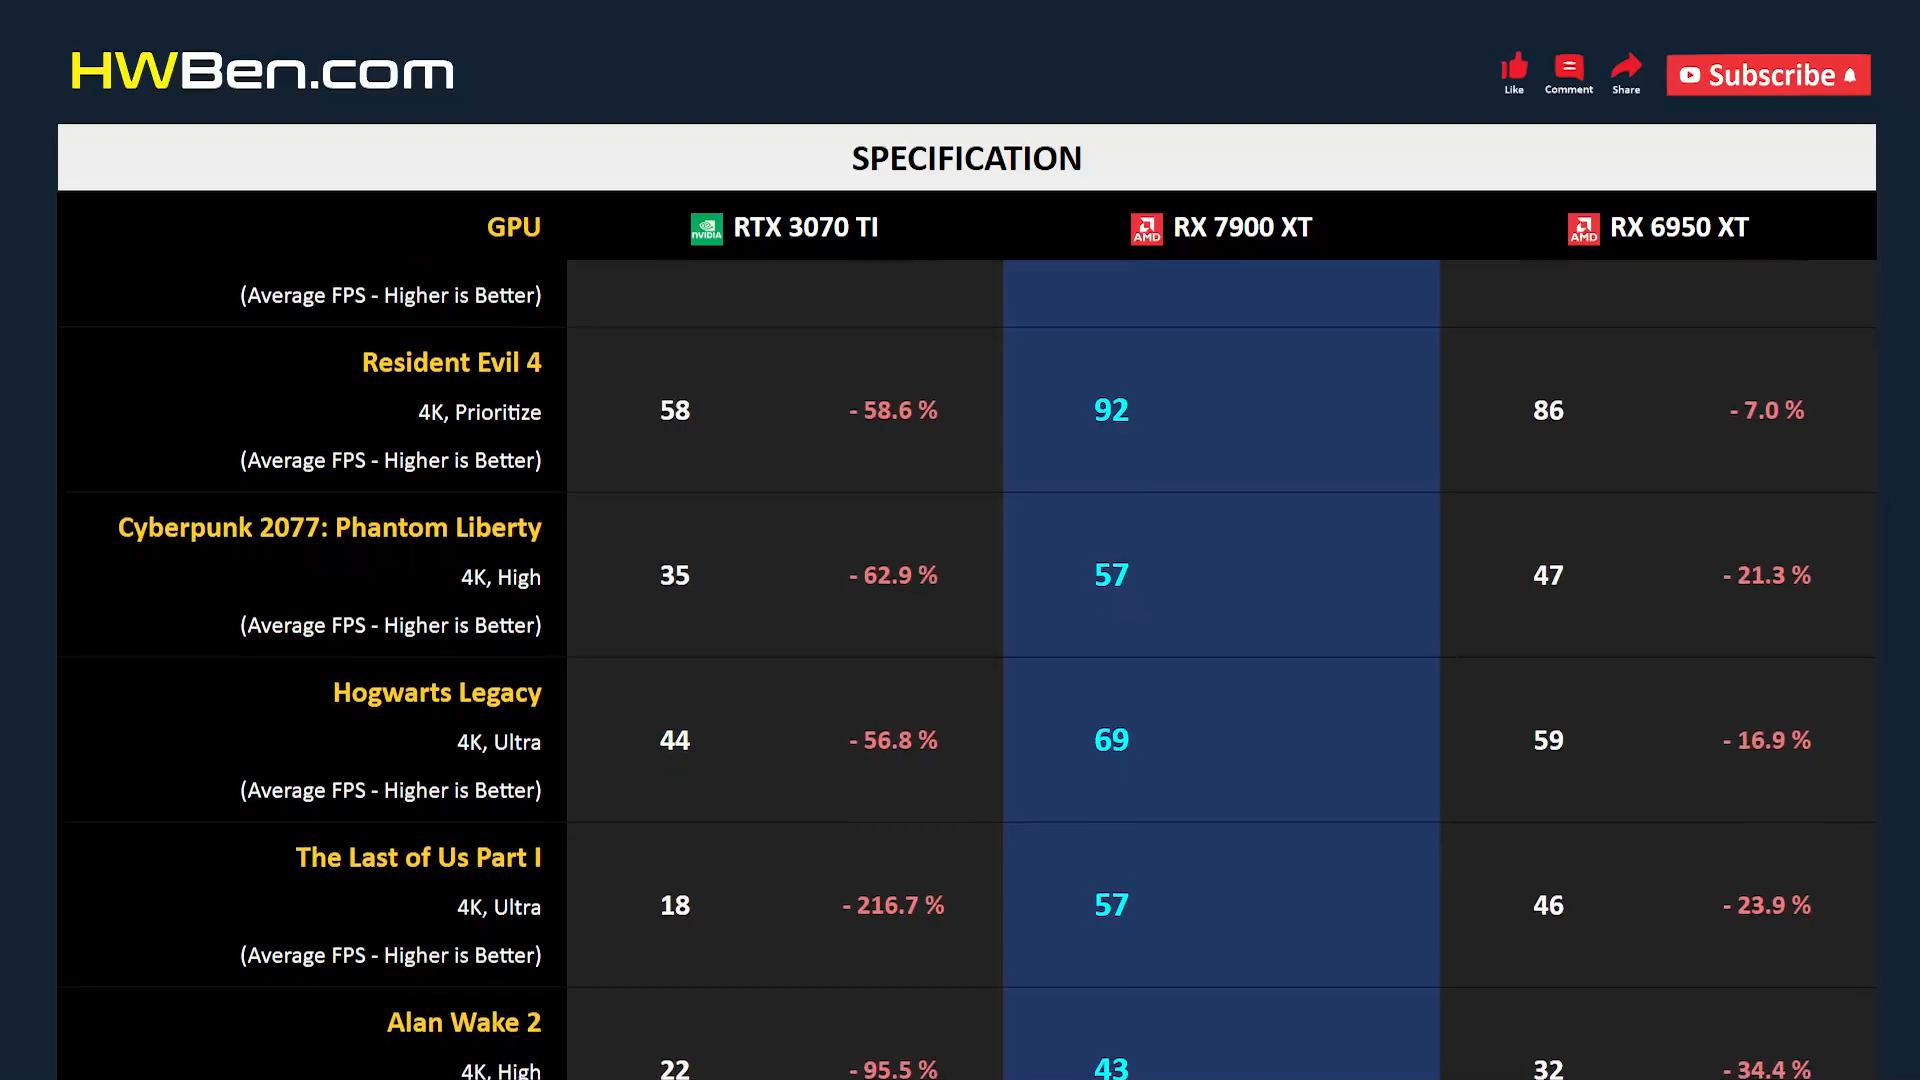 HWBen.com
Like Comment Share Subscribe
SPECIFICATION
GPU NVIDIA RTX 3070 TI AMD RX 7900 XT AMD RX 6950 XT
(Average FPS - Higher is Better)
Resident Evil 4
4K, Prioritize 58 - 58.6 % 92 86 - 7.0 %
(Average FPS - Higher is Better)
Cyberpunk 2077: Phantom Liberty
4K, High 35 - 62.9 % 57 47 - 21.3 %
(Average FPS - Higher is Better)
Hogwarts Legacy
4K, Ultra 44 - 56.8 % 69 59 - 16.9 %
(Average FPS - Higher is Better)
The Last of Us Part I
4K, Ultra 18 - 216.7 % 57 46 - 23.9 %
(Average FPS - Higher is Better)
Alan Wake 2
4K, High 22 - 95.5 % 43 32 - 34.4 %